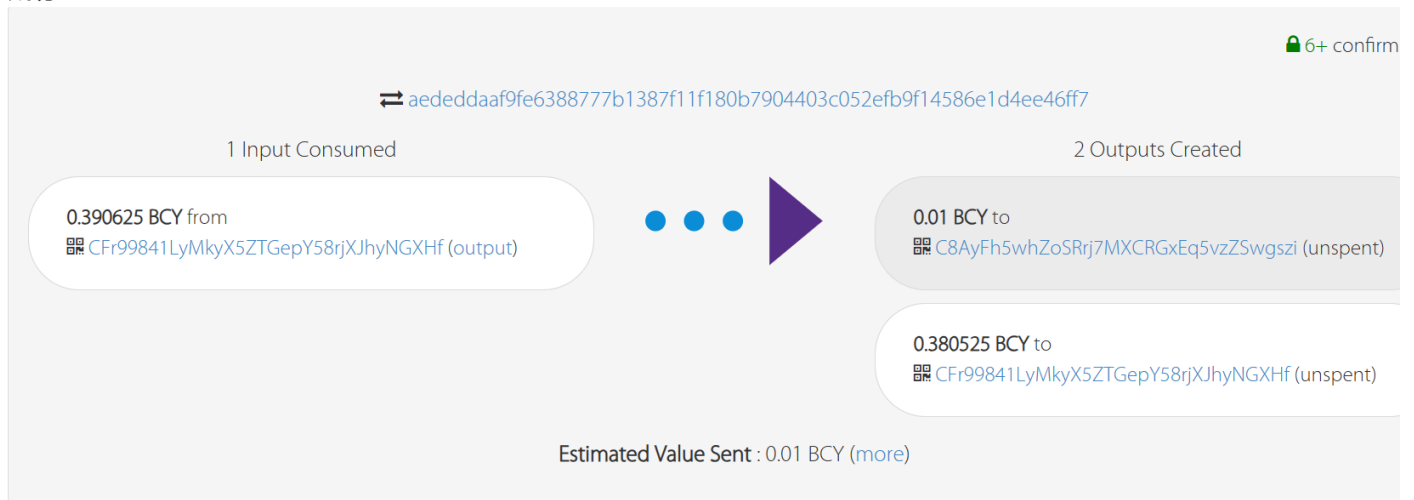 6+ confirm
aededdaaf9fe6388777b1387f11f180b7904403c052efb9f14586e1d4ee46ff7
1 Input Consumed
2 Outputs Created
0.390625 BCY from
CFr99841LyMkyX5ZTGepY58rjXJhyNGXHf (output)
0.01 BCY to
C8AyFh5whZoSRrj7MXCRGxEq5vzZSwgszi (unspent)
0.380525 BCY to
CFr99841LyMkyX5ZTGepY58rjXJhyNGXHf (unspent)
Estimated Value Sent : 0.01 BCY (more)